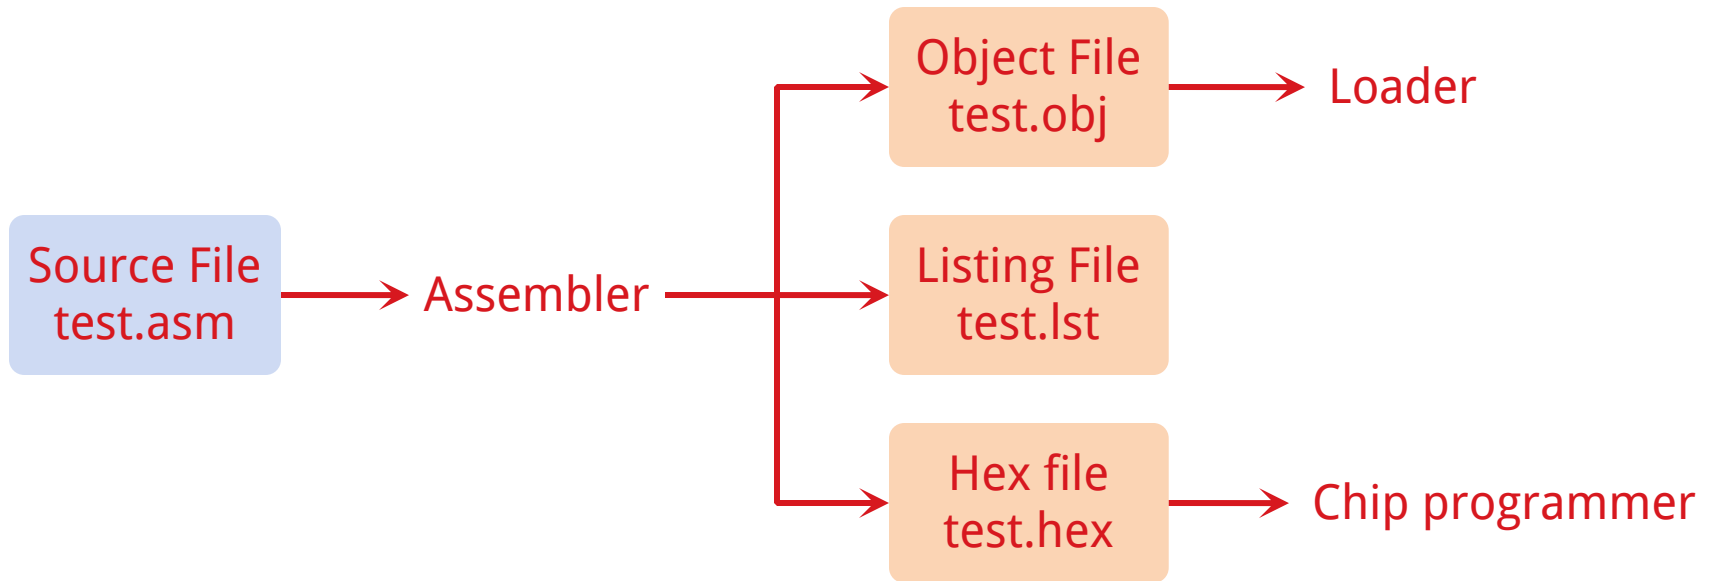 Source File
test.asm
Assembler
Object File
test.obj
Loader
Listing File
test.lst
Hex file
test.hex
Chip programmer